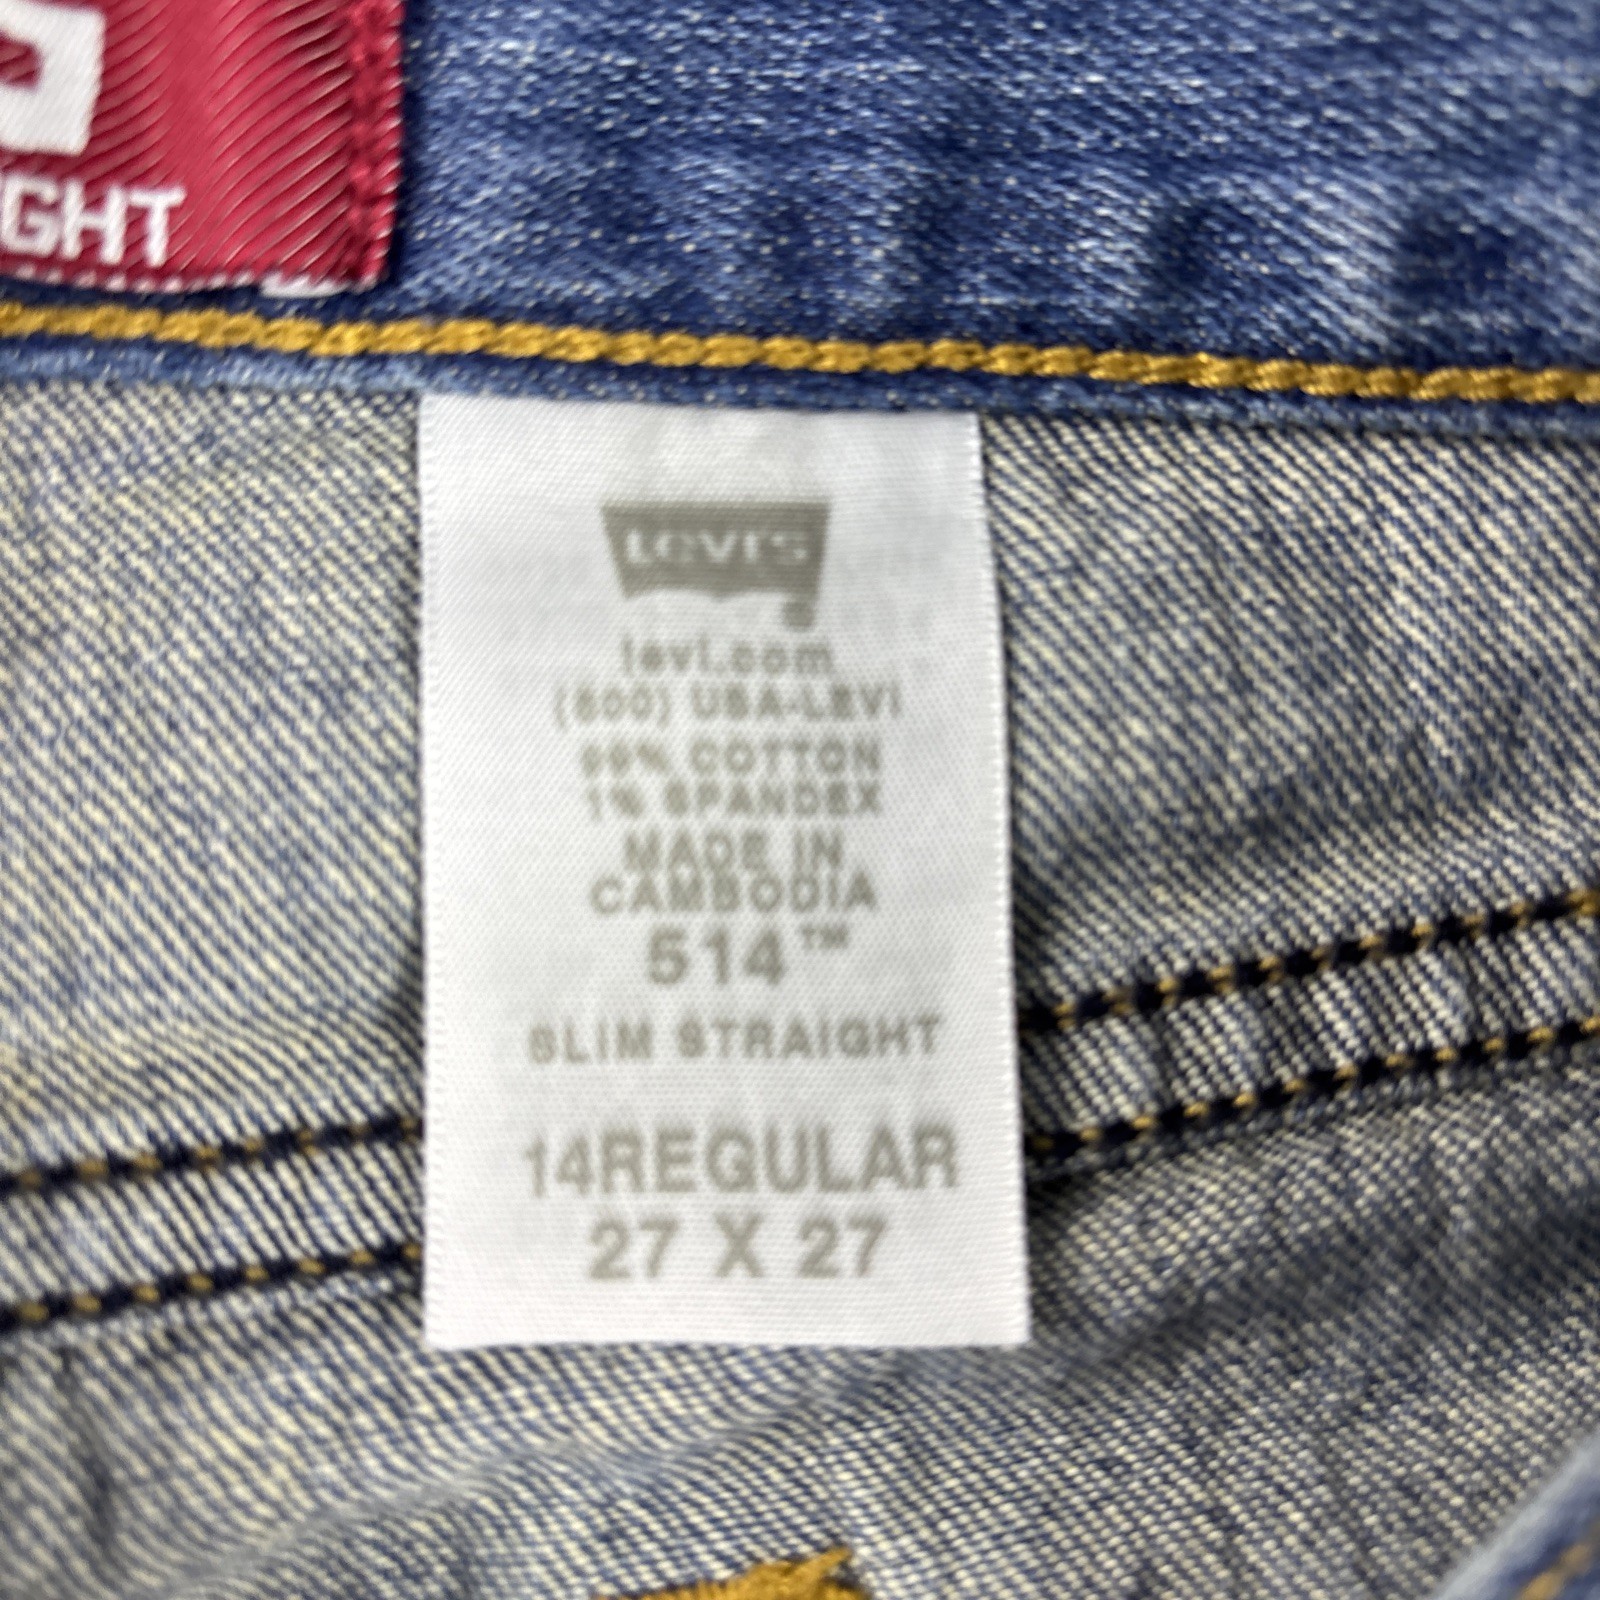 GHT
Levi's
levi.com
(800) USA-LEVI
99% COTTON
1% SPANDEX
MADE IN
CAMBODIA
514™
SLIM STRAIGHT
14REGULAR
27 X 27